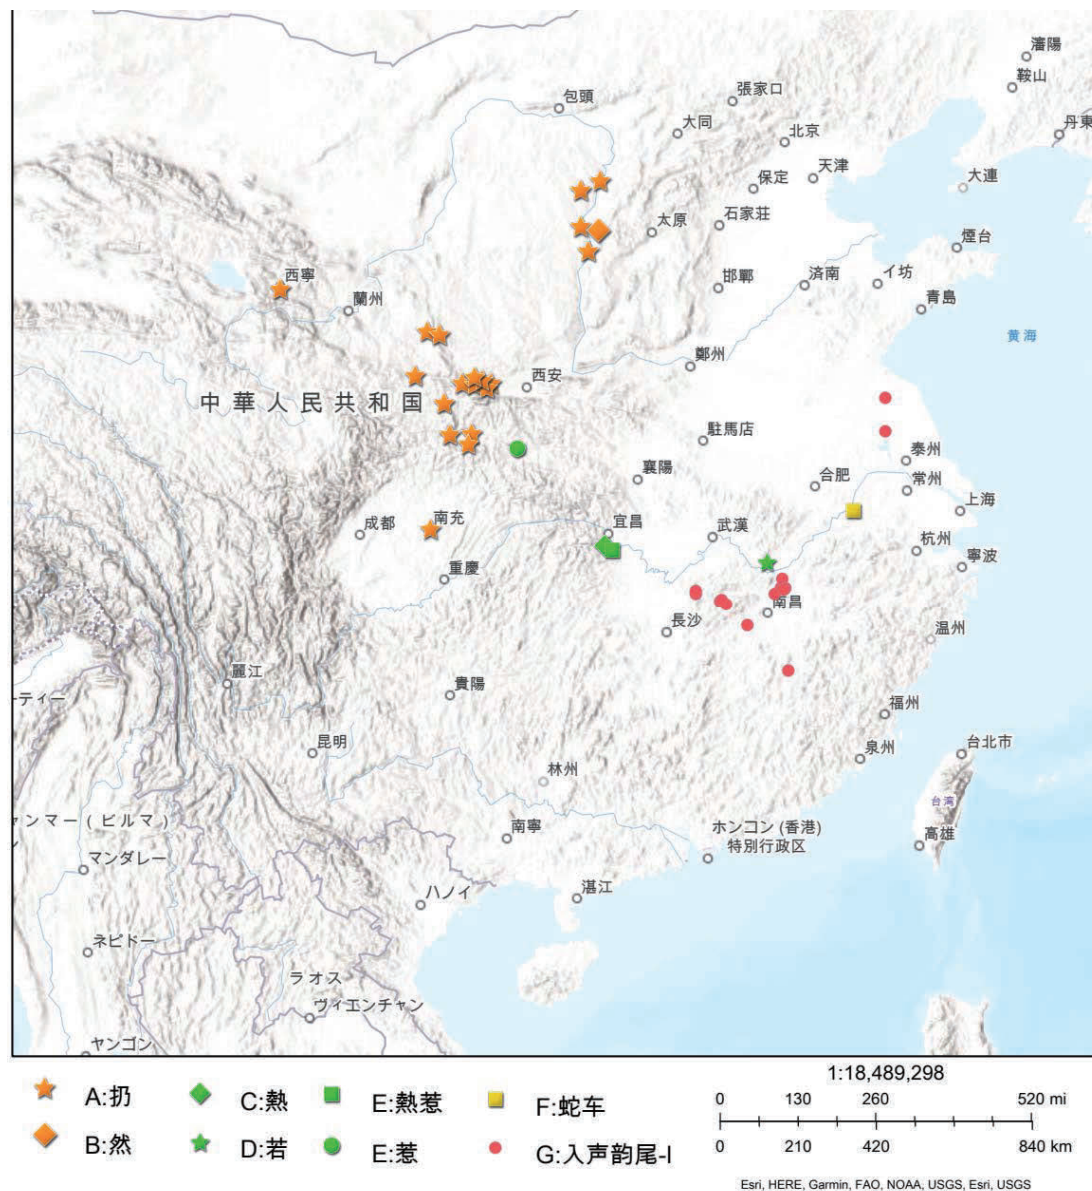 瀋陽
鞍山
張家口
包頭
大同
北京
丹東
天津
保定
大連
石家荘
太原
煙台
西寧
邯鄲
済南
イ坊
蘭州
青島
黄海
鄭州
西安
中華人民共和国
駐馬店
泰州
襄陽
合肥
常州
上海
南充
宜昌
成都
武漢
杭州
寧波
重慶
南昌
長沙
温州
麗江
ーティー
貴陽
福州
昆明
泉州
台北市
林州
台湾
ャンマー (ビルマ)
南寧
ホンコン (香港)
特別行政区
高雄
マンダレー
ハノイ
湛江
ネピドー
ラオス
ヴィエンチャン
ヤンゴン
A:扔
C:熱
E:熱惹
F:蛇车
B:然
D:若
E:惹
G:入声韵尾-l
1:18,489,298
0 130 260 520 mi
0 210 420 840 km
Esri, HERE, Garmin, FAO, NOAA, USGS, Esri, USGS